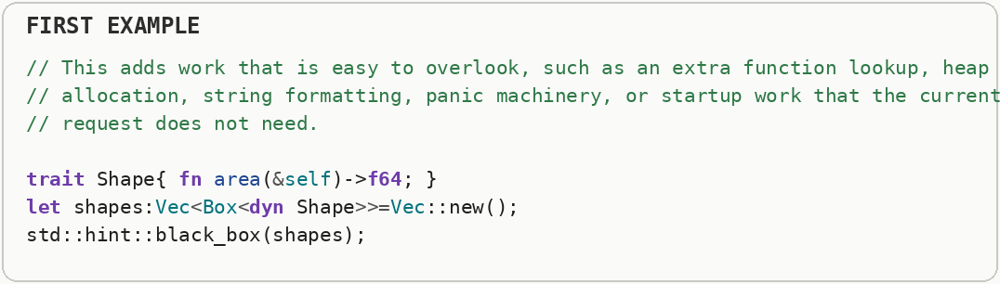 FIRST EXAMPLE
// This adds work that is easy to overlook, such as an extra function lookup, heap
// allocation, string formatting, panic machinery, or startup work that the current
// request does not need.
trait Shape{ fn area(&self)->f64; }
let shapes:Vec<Box<dyn Shape>>=Vec::new();
std::hint::black_box(shapes);